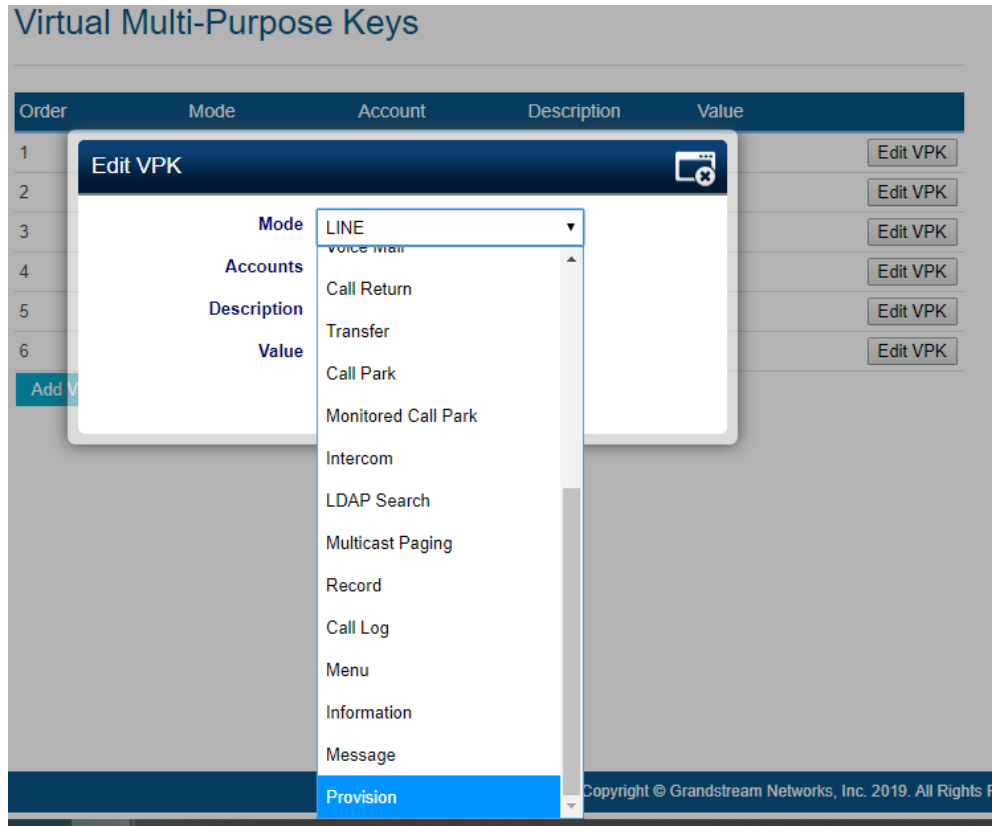 Virtual Multi-Purpose Keys
Order Mode Account Description Value
1 Edit VPK
2 Edit VPK
3 Edit VPK
4 Edit VPK
5 Edit VPK
6 Edit VPK
Add V
Edit VPK
Mode LINE
Accounts
Description
Value
Voice Mail
Call Return
Transfer
Call Park
Monitored Call Park
Intercom
LDAP Search
Multicast Paging
Record
Call Log
Menu
Information
Message
Provision
Copyright © Grandstream Networks, Inc. 2019. All Rights R